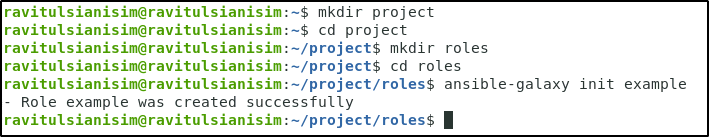 ravitulsianisim@ravitulsianisim:~$ mkdir project
ravitulsianisim@ravitulsianisim:~$ cd project
ravitulsianisim@ravitulsianisim:~/project$ mkdir roles
ravitulsianisim@ravitulsianisim:~/project$ cd roles
ravitulsianisim@ravitulsianisim:~/project/roles$ ansible-galaxy init example
- Role example was created successfully
ravitulsianisim@ravitulsianisim:~/project/roles$